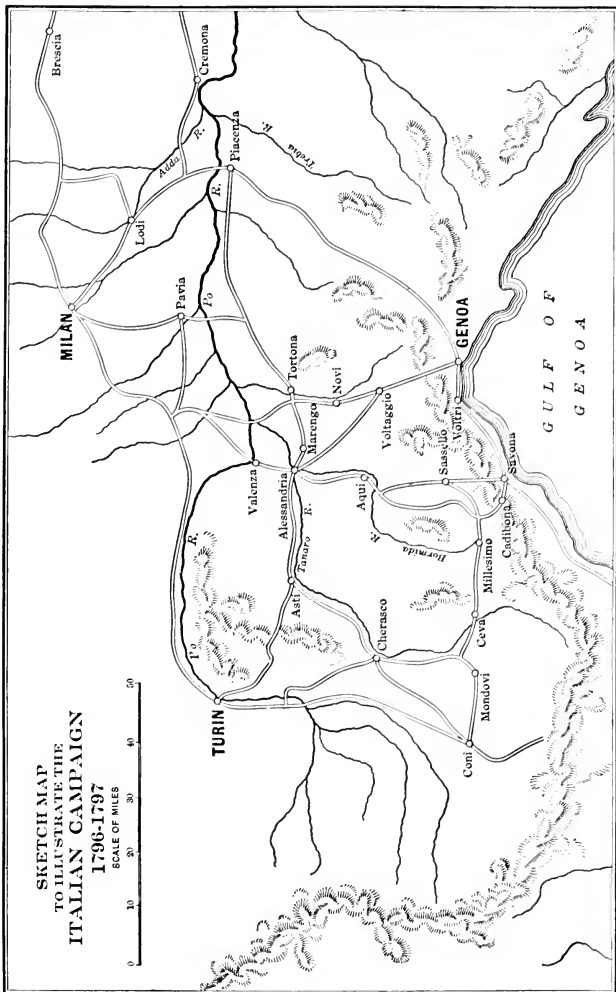 SKETCH MAP
TO ILLUSTRATE THE
ITALIAN CAMPAIGN
1796-1797
SCALE OF MILES
0 10 20 30 40 50
Brescia
Cremona
MILAN
Adda R.
Lodi
Piacenza
Trebia R.
Pavia
Po R.
Tortona
Novi
Marengo
Voltaggio
GENOA
Voltri
GULF OF
GENOA
Valenza
Alessandria
Tanaro R.
Aqui
Sassello
Savona
Cadibona
Bormida R.
Millesimo
Asti
Po R.
Cherasco
Ceva
TURIN
Mondovi
Coni